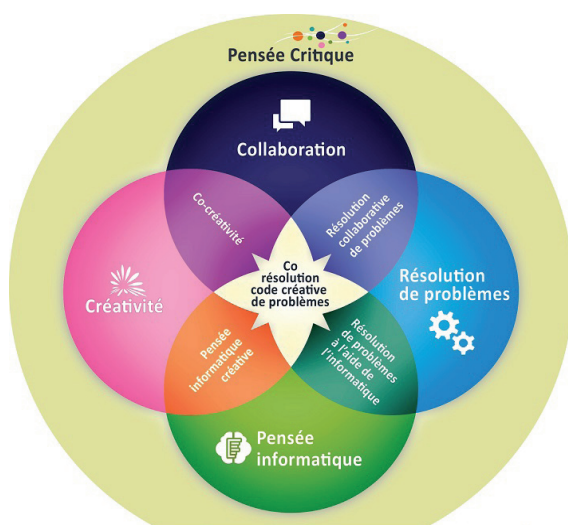 Pensée Critique
Collaboration
Co-créativité
Résolution
collaborative
de problèmes
Créativité
Co
résolution
code créative
de problèmes
Résolution
de problèmes
Pensée
informatique
créative
Résolution
de problèmes
à l'aide de
l'informatique
Pensée
informatique